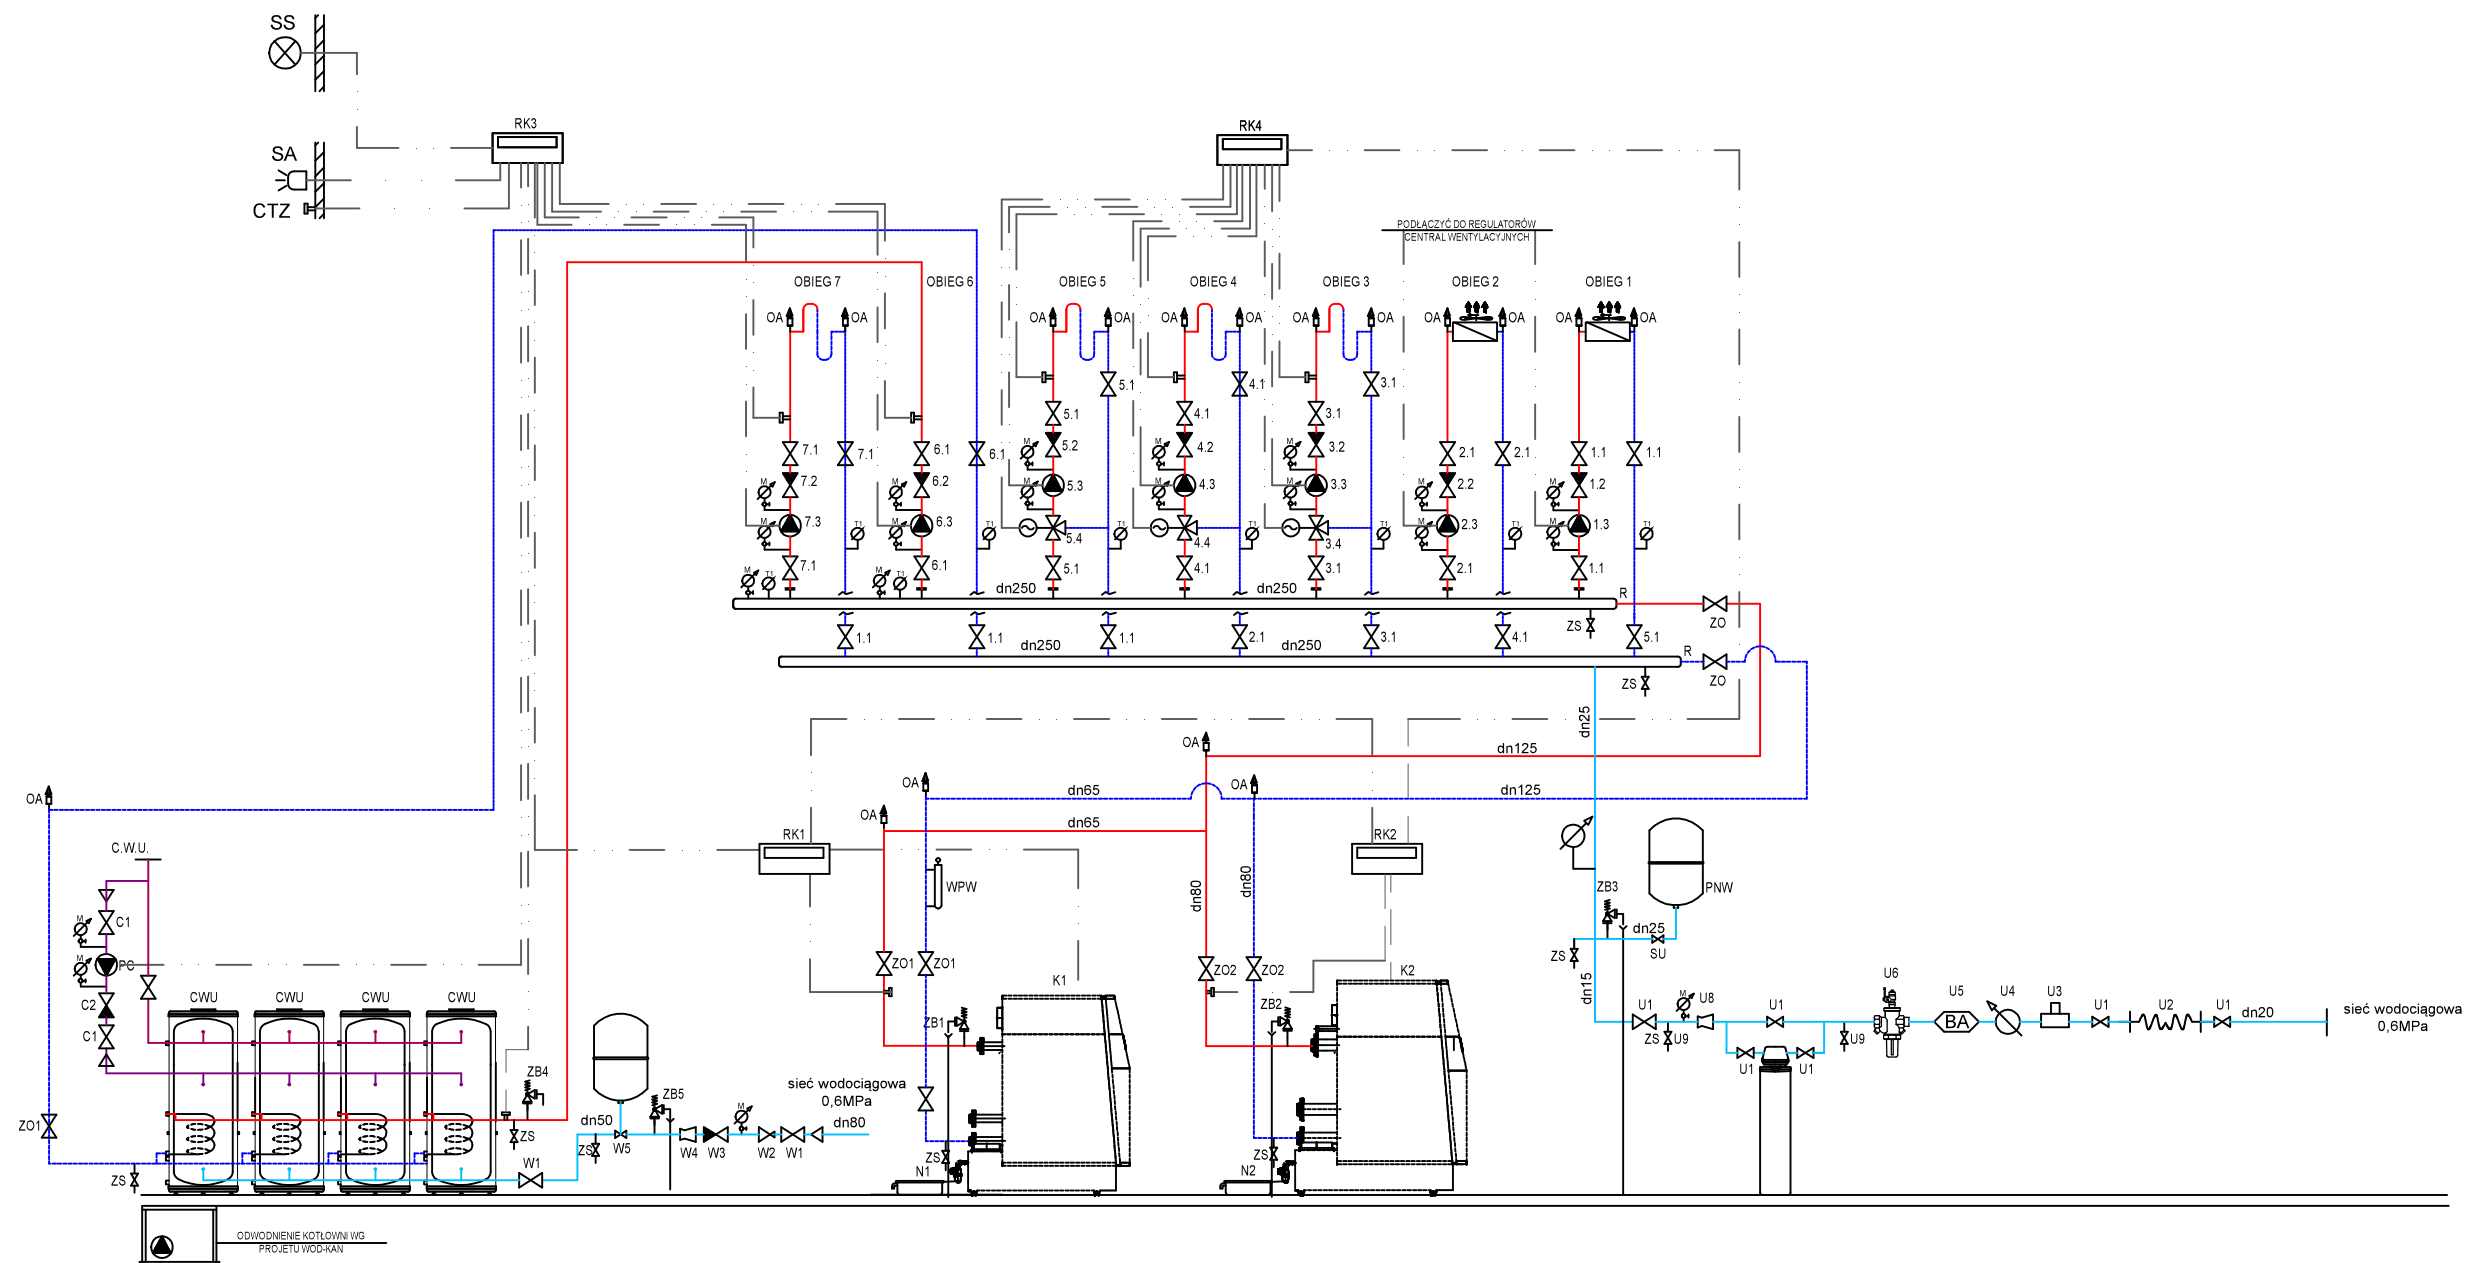 SS
RK3
RK4
SA
CTZ
PODŁĄCZYĆ DO REGULATORÓW
CENTRAL WENTYLACYJNYCH
OBIEG 7
OBIEG 6
OBIEG 5
OBIEG 4
OBIEG 3
OBIEG 2
OBIEG 1
OA OA OA OA OA OA OA OA OA OA OA OA
5.1 4.1 3.1
5.1 4.1 3.1
7.1 7.1 6.1 6.1 5.2 4.2 3.2 2.1 2.1 1.1 1.1
M M M
7.2 6.2 5.3 4.3 3.3 2.2 1.2
M M M M M M M
7.3 6.3 5.4 4.4 3.4 2.3 1.3
M M M M
T1 T1 T1 T1 T1 T1 T1
7.1 6.1 5.1 4.1 3.1 2.1 1.1
M T1 M T1
dn250 dn250 R
ZS ZO
1.1 1.1 1.1 2.1 3.1 4.1 5.1
dn250 dn250 R
ZS ZO
dn25
OA dn125
OA OA dn65 dn125
OA OA dn65
RK1 RK2
C.W.U.
WPW dn80 dn80
ZB3 PNW
M C1
dn25
ZS SU
M PC
ZO1 ZO1 ZO2 ZO2
K1 K2
dn15
C2
C1
CWU CWU CWU CWU
ZB1 ZB2
U1 M U8 U1 U6 U5 U4 U3 U1 U2 U1 dn20
BA
ZS U9 U9
U1 U1
sieć wodociągowa
0,6MPa
ZB4
ZB5
sieć wodociągowa
0,6MPa
dn50 M dn80
ZO1 ZS
ZS W5 W4 W3 W2 W1
W1
ZS ZS ZS
N1 N2
ODWODNIENIE KOTŁOWNI WG
PROJETU WOD-KAN